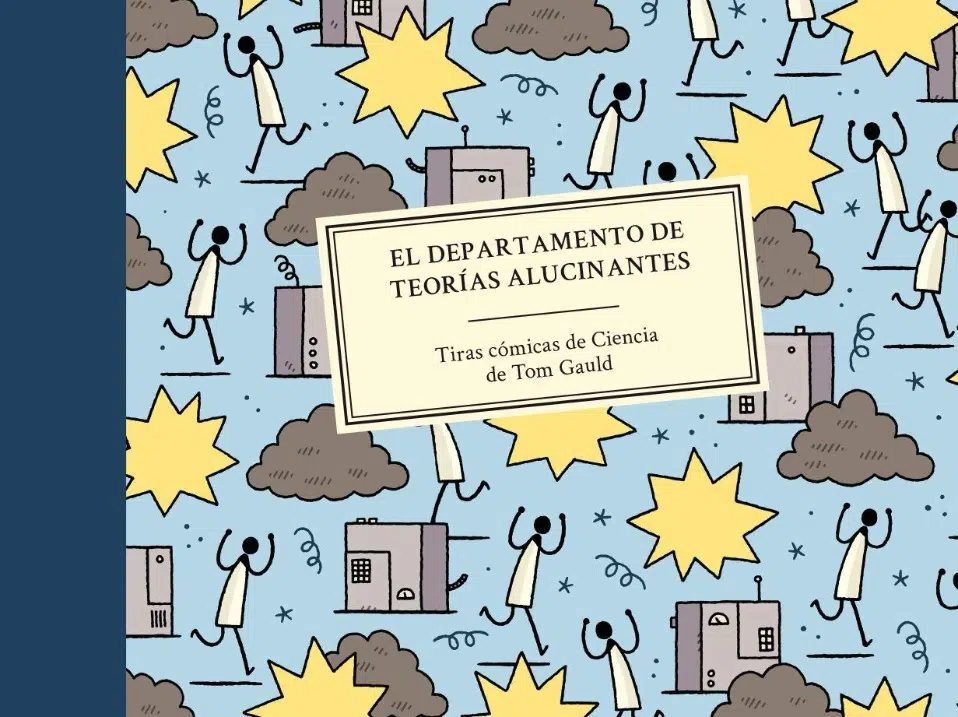 EL DEPARTAMENTO DE
TEORÍAS ALUCINANTES
Tiras cómicas de Ciencia
de Tom Gauld